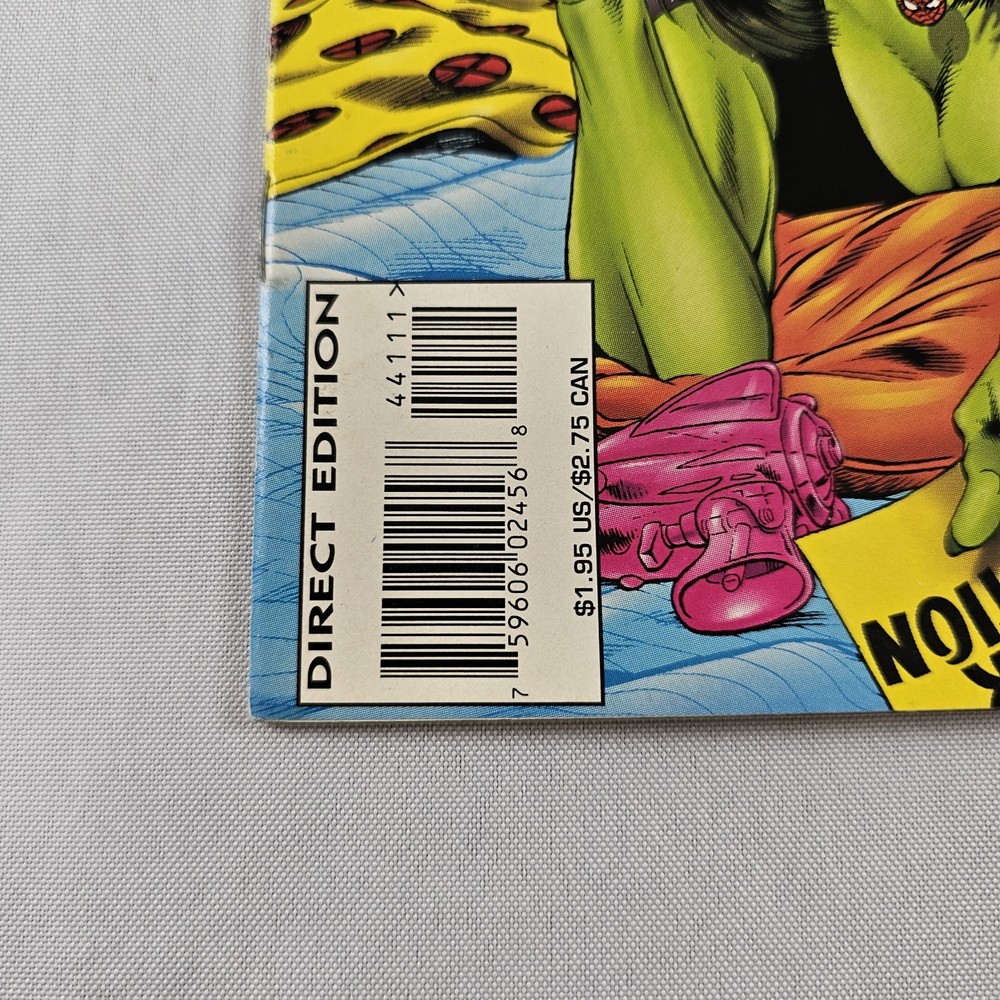 DIRECT EDITION
44111>
7 59606 02456 8
$1.95 US/$2.75 CAN